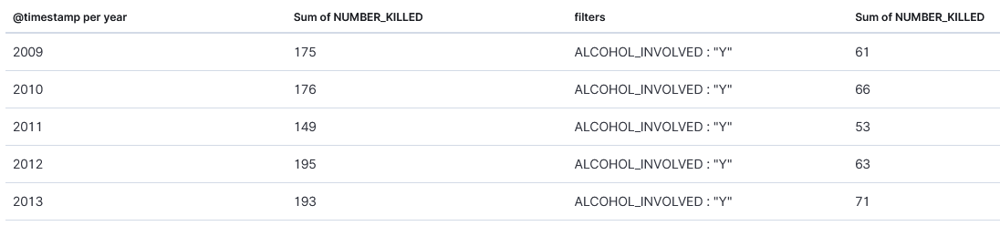 @timestamp per year Sum of NUMBER_KILLED filters Sum of NUMBER_KILLED
2009 175 ALCOHOL_INVOLVED : "Y" 61
2010 176 ALCOHOL_INVOLVED : "Y" 66
2011 149 ALCOHOL_INVOLVED : "Y" 53
2012 195 ALCOHOL_INVOLVED : "Y" 63
2013 193 ALCOHOL_INVOLVED : "Y" 71